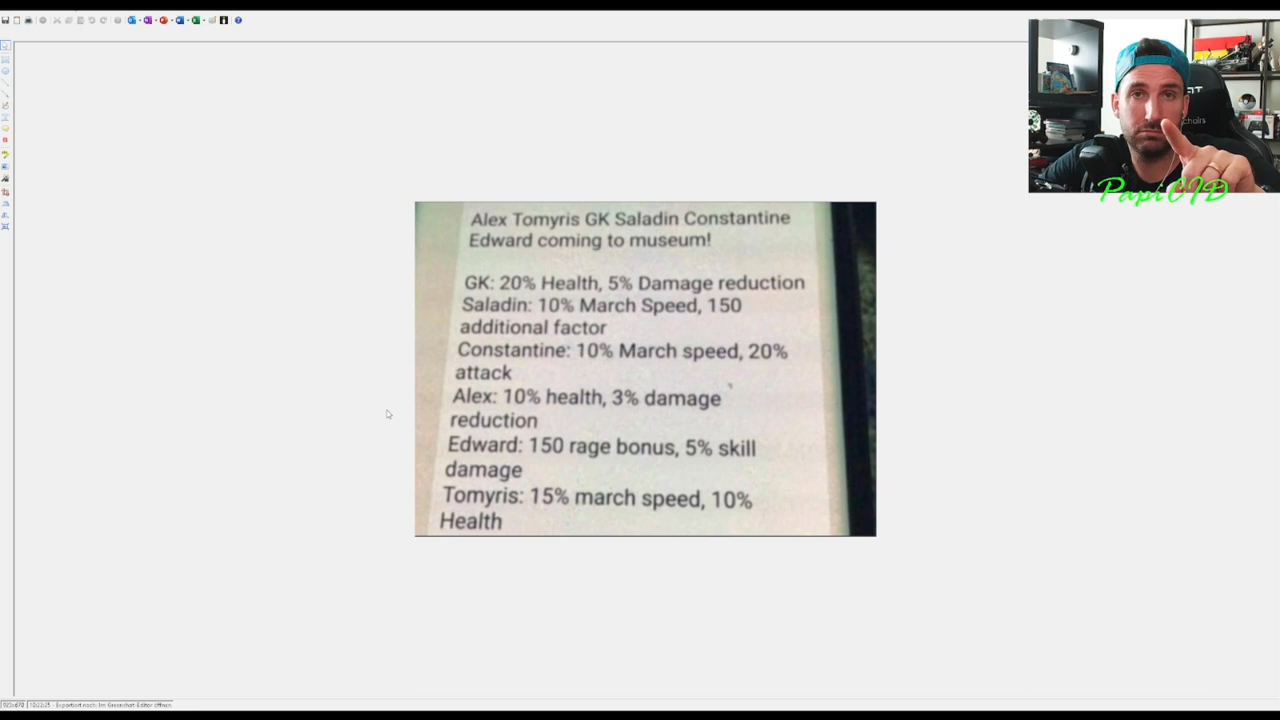 PapiCID
Alex Tomyris GK Saladin Constantine
Edward coming to museum!
GK: 20% Health, 5% Damage reduction
Saladin: 10% March Speed, 150
additional factor
Constantine: 10% March speed, 20%
attack
Alex: 10% health, 3% damage
reduction
Edward: 150 rage bonus, 5% skill
damage
Tomyris: 15% march speed, 10%
Health